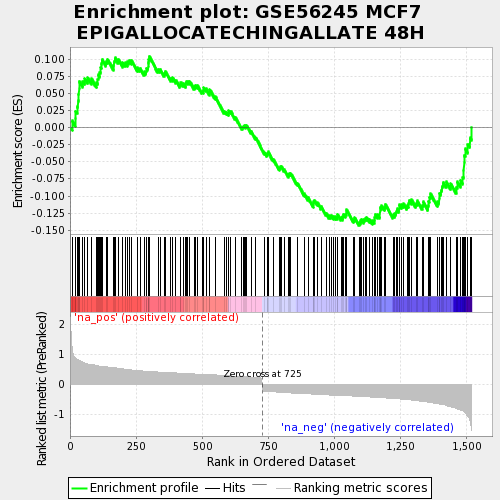 Enrichment plot: GSE56245 MCF7
EPIGALLOCATECHINGALLATE 48H
Enrichment score (ES)
0.100
0.075
0.050
0.025
0.000
-0.025
-0.050
-0.075
-0.100
-0.125
-0.150
'na_pos' (positively correlated)
Ranked list metric (PreRanked)
2
1
0
-1
Zero cross at 725
'na_neg' (negatively correlated)
0
250
500
750
1,000
1,250
1,500
Rank in Ordered Dataset
Enrichment profile
Hits
Ranking metric scores